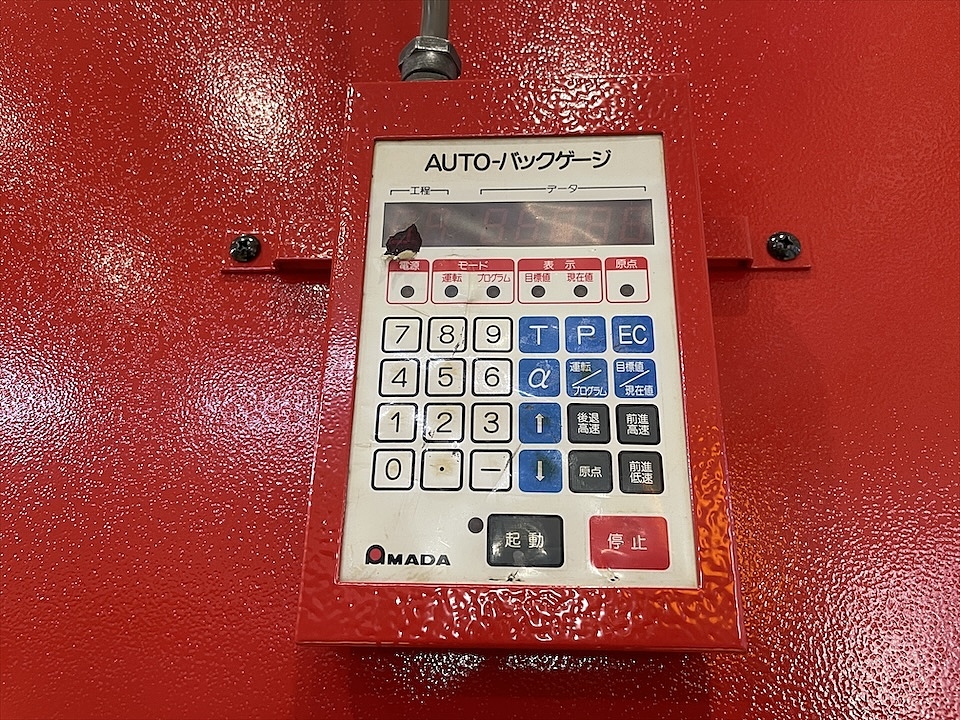 AUTO-バックゲージ
工程 データ
電源 モード 表示 原点
運転 プログラム 目標値 現在値
7 8 9 T P EC
4 5 6 α 運転/プログラム 目標値/現在値
1 2 3 ↑ 後退高速 前進高速
0 · − ↓ 原点 前進低速
起動 停止
AMADA